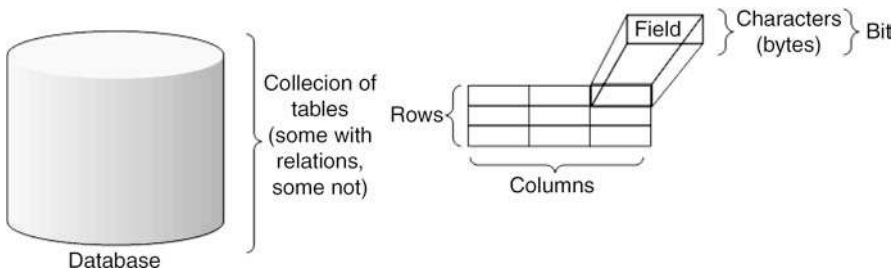 Collecion of
tables
(some with
relations,
some not)
Database
Rows
Columns
Field
Characters
(bytes)
Bit